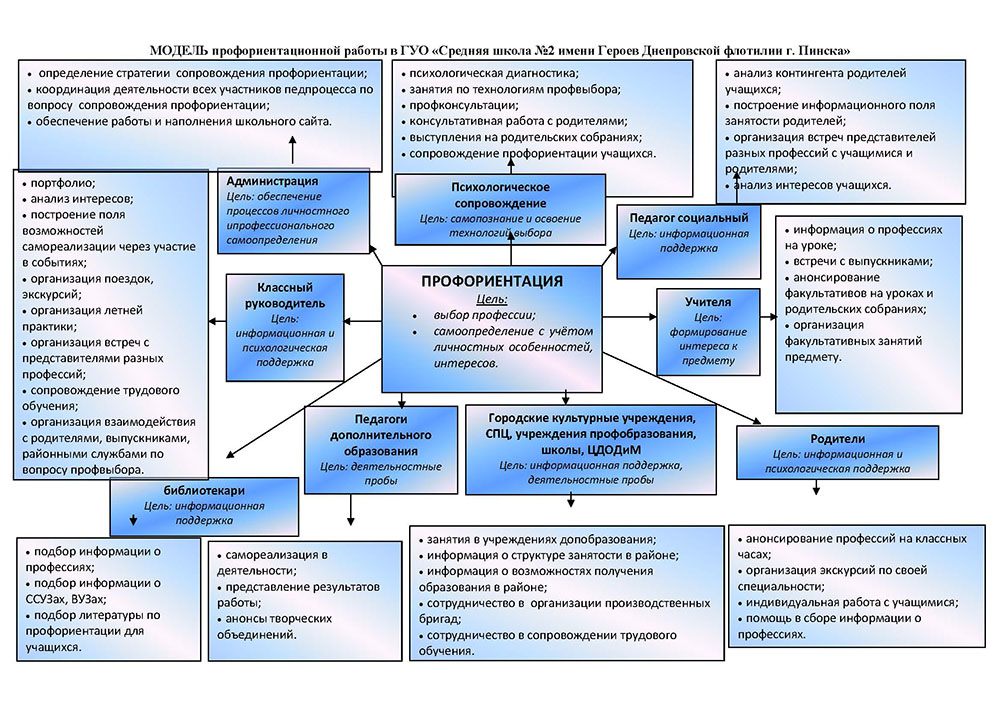 МОДЕЛЬ профориентационной работы в ГУО «Средняя школа №2 имени Героев Днепровской флотилии г. Пинска»
• определение стратегии сопровождения профориентации;
• координация деятельности всех участников педпроцесса по
вопросу сопровождения профориентации;
• обеспечение работы и наполнения школьного сайта.
• психологическая диагностика;
• занятия по технологиям профвыбора;
• профконсультации;
• консультативная работа с родителями;
• выступления на родительских собраниях;
• сопровождение профориентации учащихся.
• анализ контингента родителей
учащихся;
• построение информационного поля
занятости родителей;
• организация встреч представителей
разных профессий с учащимися и
родителями;
• анализ интересов учащихся.
• портфолио;
• анализ интересов;
• построение поля
возможностей
самореализации через участие
в событиях;
• организация поездок,
экскурсий;
• организация летней
практики;
• организация встреч с
представителями разных
профессий;
• сопровождение трудового
обучения;
• организация взаимодействия
с родителями, выпускниками,
районными службами по
вопросу профвыбора.
Администрация
Цель: обеспечение
процессов личностного
ипрофессионального
самоопределения
Психологическое
сопровождение
Цель: самопознание и освоение
технологий выбора
Педагог социальный
Цель: информационная
поддержка
• информация о профессиях
на уроке;
• встречи с выпускниками;
• анонсирование
факультативов на уроках и
родительских собраниях;
• организация
факультативных занятий
предмету.
Классный
руководитель
Цель:
информационная и
психологическая
поддержка
ПРОФОРИЕНТАЦИЯ
Цель:
• выбор профессии;
• самоопределение с учётом
личностных особенностей,
интересов.
Учителя
Цель:
формирование
интереса к
предмету
Педагоги
дополнительного
образования
Цель: деятельностные
пробы
Городские культурные учреждения,
СПЦ, учреждения профобразования,
школы, ЦДОДиМ
Цель: информационная поддержка,
деятельностные пробы
Родители
Цель: информационная и
психологическая поддержка
библиотекари
Цель: информационная
поддержка
• подбор информации о
профессиях;
• подбор информации о
ССУЗах, ВУЗах;
• подбор литературы по
профориентации для
учащихся.
• самореализация в
деятельности;
• представление результатов
работы;
• анонсы творческих
объединений.
• занятия в учреждениях допобразования;
• информация о структуре занятости в районе;
• информация о возможностях получения
образования в районе;
• сотрудничество в организации производственных
бригад;
• сотрудничество в сопровождении трудового
обучения.
• анонсирование профессий на классных
часах;
• организация экскурсий по своей
специальности;
• индивидуальная работа с учащимися;
• помощь в сборе информации о
профессиях.